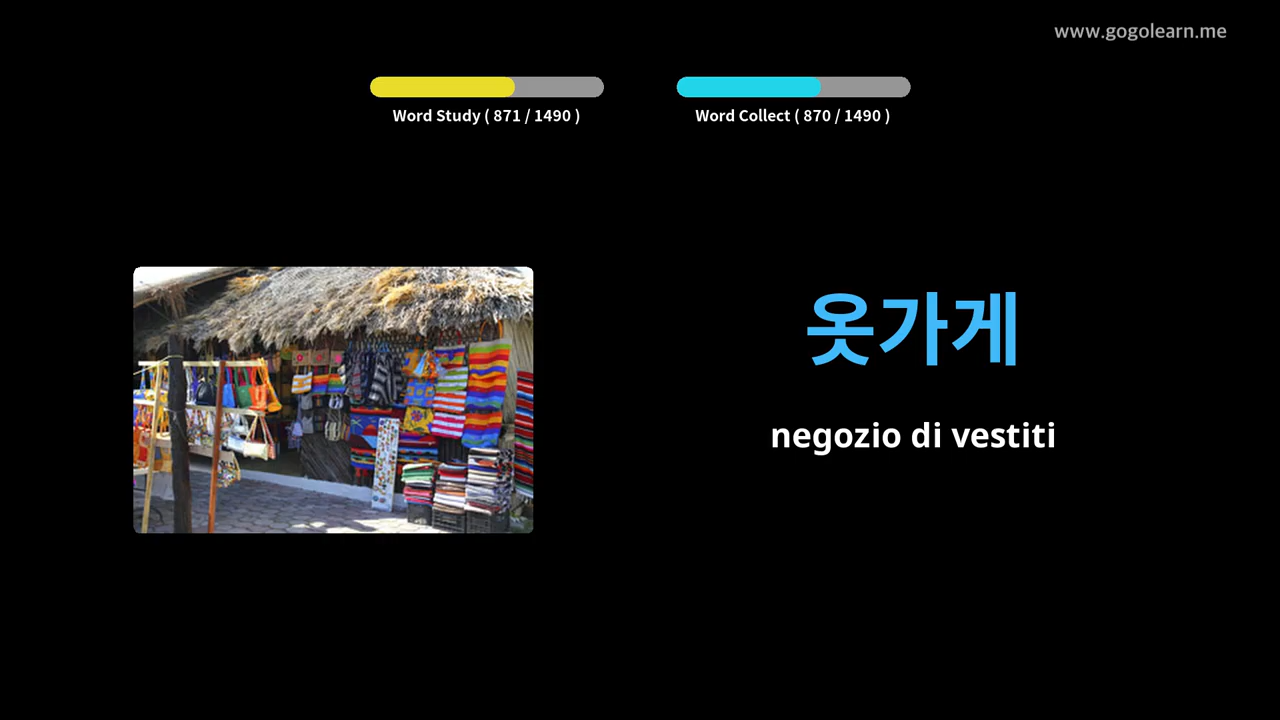 www.gogolearn.me
Word Study ( 871 / 1490 )
Word Collect ( 870 / 1490 )
옷가게
negozio di vestiti